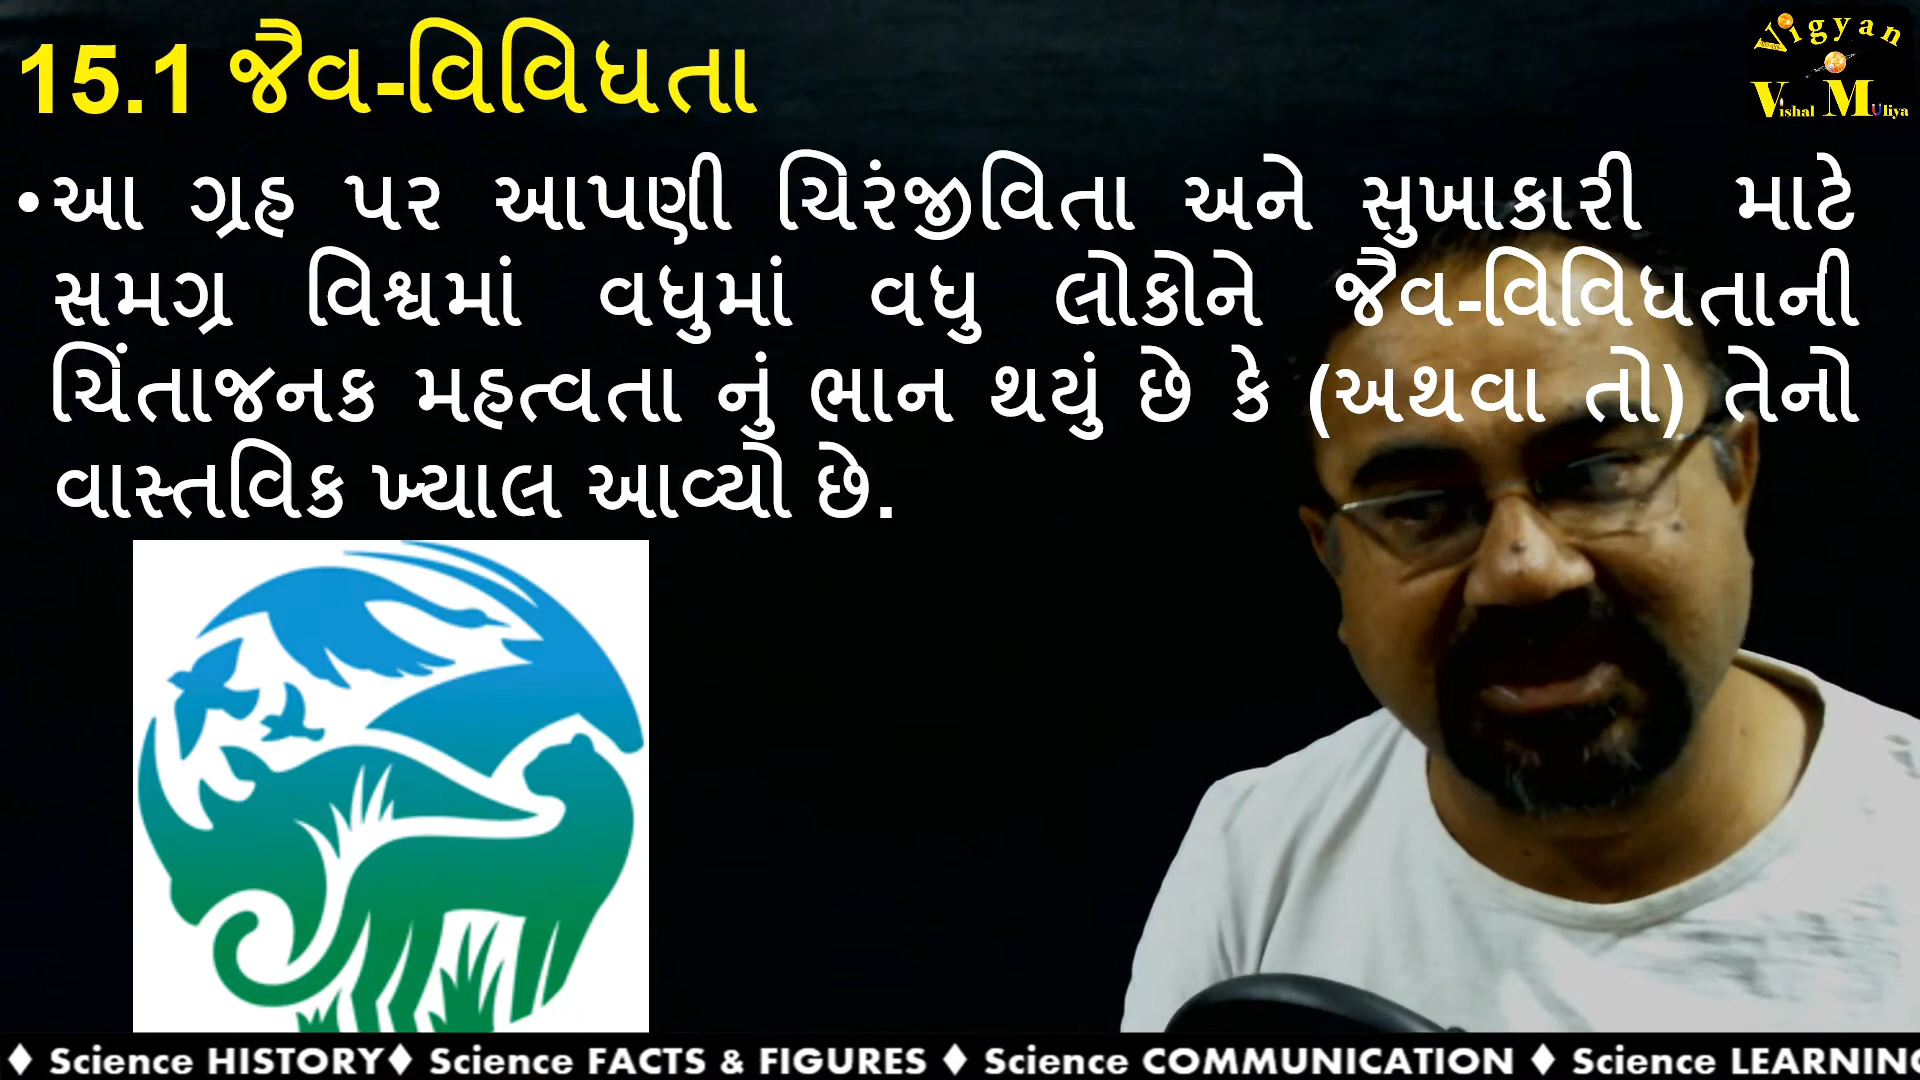 15.1 જૈવ-વિવિધતા
Vigyan
Vishal MUliya
•આ ગ્રહ પર આપણી ચિરંજીવિતા અને સુખાકારી માટે
સમગ્ર વિશ્વમાં વધુમાં વધુ લોકોને જૈવ-વિવિધતાની
ચિંતાજનક મહત્વતા નું ભાન થયું છે કે (અથવા તો) તેનો
વાસ્તવિક ખ્યાલ આવ્યો છે.
♦ Science HISTORY♦ Science FACTS & FIGURES ♦ Science COMMUNICATION ♦ Science LEARNING